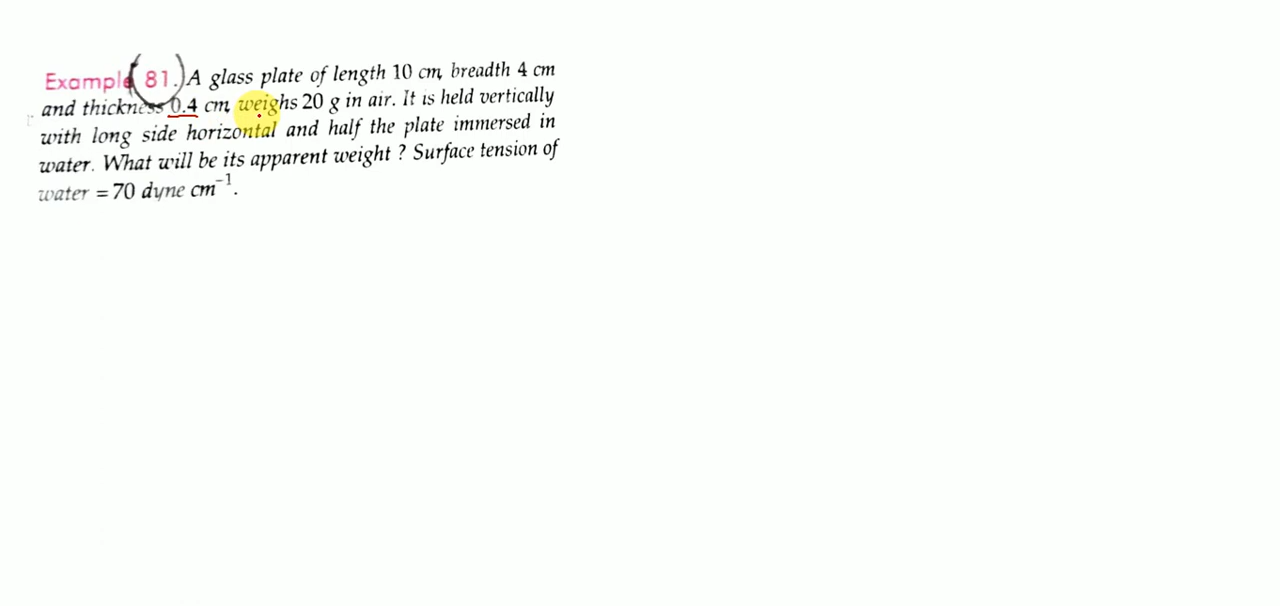 Example 81. A glass plate of length 10 cm, breadth 4 cm
and thickness 0.4 cm, weighs 20 g in air. It is held vertically
with long side horizontal and half the plate immersed in
water. What will be its apparent weight ? Surface tension of
water = 70 dyne cm⁻¹.